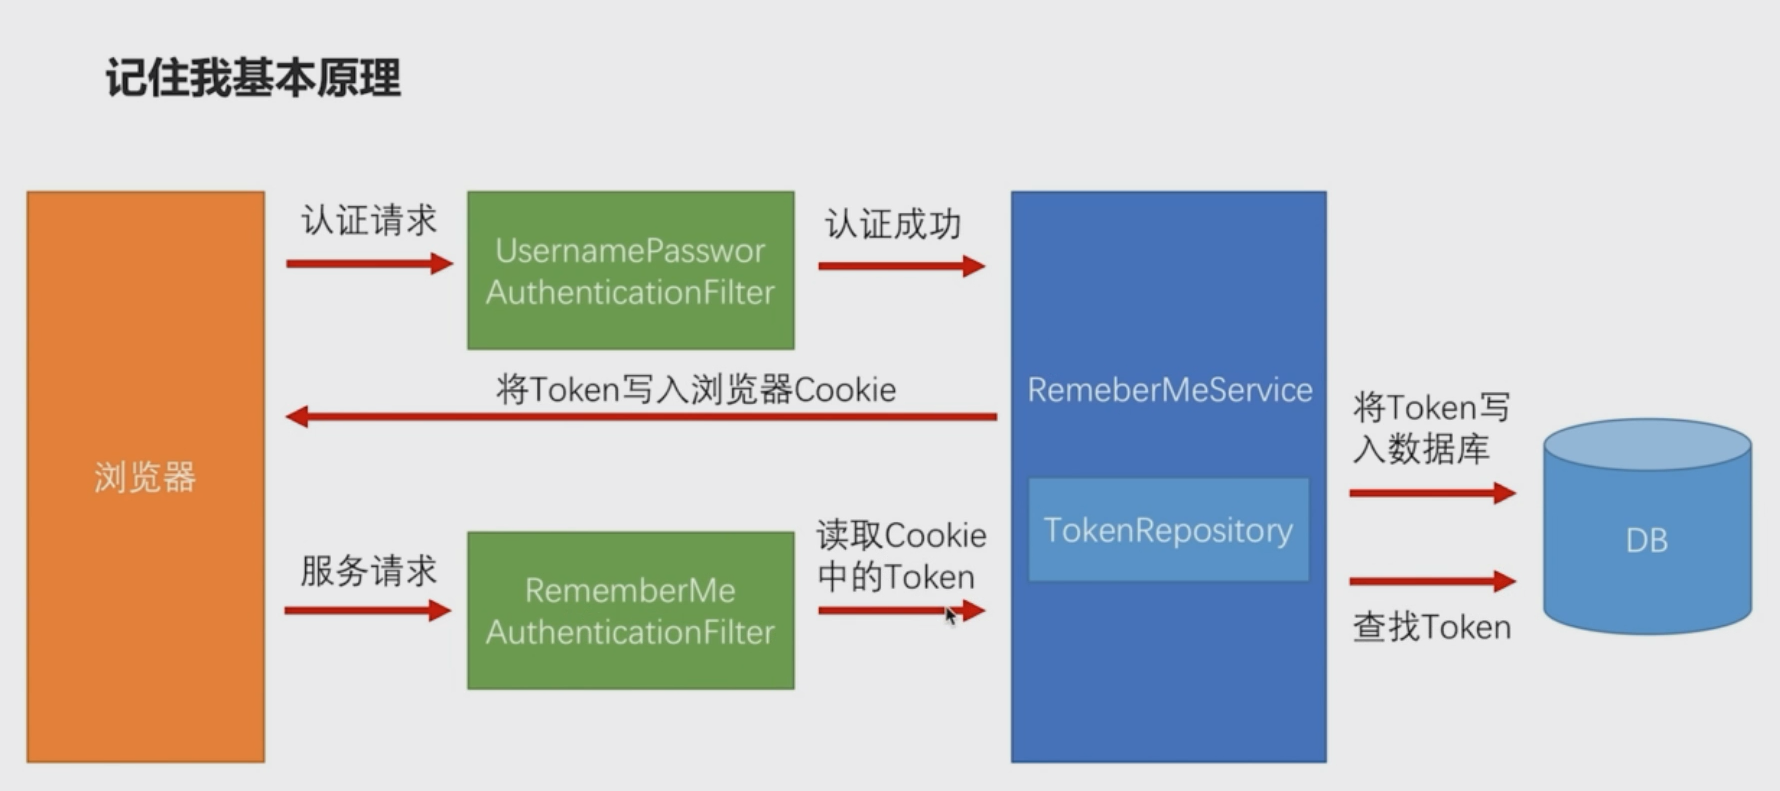 记住我基本原理
认证请求
UsernamePasswor
AuthenticationFilter
认证成功
将Token写入浏览器Cookie
浏览器
RemeberMeService
TokenRepository
将Token写
入数据库
DB
查找Token
服务请求
RememberMe
AuthenticationFilter
读取Cookie
中的Token